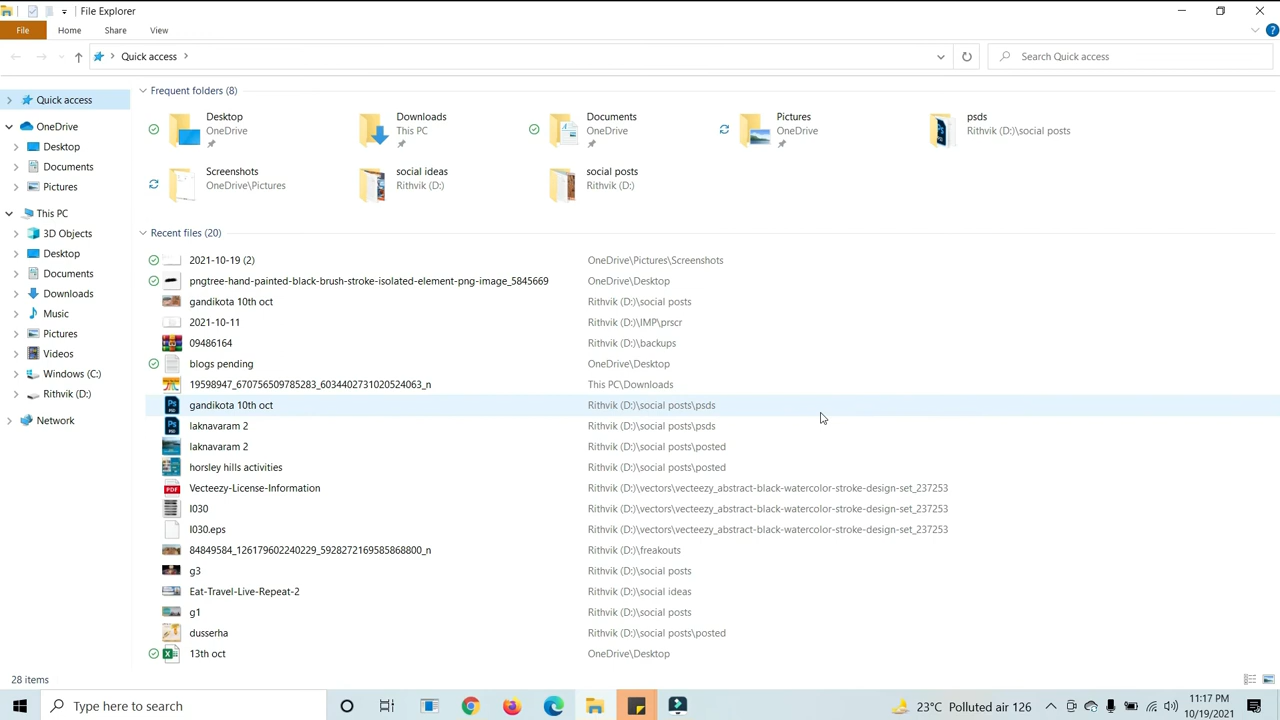 File Explorer
File Home Share View
Quick access
Search Quick access
Quick access
OneDrive
Desktop
Documents
Pictures
This PC
3D Objects
Desktop
Documents
Downloads
Music
Pictures
Videos
Windows (C:)
Rithvik (D:)
Network
Frequent folders (8)
Desktop
OneDrive
Downloads
This PC
Documents
OneDrive
Pictures
OneDrive
psds
Rithvik (D:)\social posts
Screenshots
OneDrive\Pictures
social ideas
Rithvik (D:)
social posts
Rithvik (D:)
Recent files (20)
2021-10-19 (2) OneDrive\Pictures\Screenshots
pngtree-hand-painted-black-brush-stroke-isolated-element-png-image_5845669 OneDrive\Desktop
gandikota 10th oct Rithvik (D:)\social posts
2021-10-11 Rithvik (D:)\IMP\prscr
09486164 Rithvik (D:)\backups
blogs pending OneDrive\Desktop
19598947_670756509785283_6034402731020524063_n This PC\Downloads
gandikota 10th oct Rithvik (D:)\social posts\psds
laknavaram 2 Rithvik (D:)\social posts\psds
laknavaram 2 Rithvik (D:)\social posts\posted
horsley hills activities Rithvik (D:)\social posts\posted
Vecteezy-License-Information Rithvik (D:)\vectors\vecteezy_abstract-black-watercolor-stroke-design-set_237253
I030 Rithvik (D:)\vectors\vecteezy_abstract-black-watercolor-stroke-design-set_237253
I030.eps Rithvik (D:)\vectors\vecteezy_abstract-black-watercolor-stroke-design-set_237253
84849584_126179602240229_5928272169585868800_n Rithvik (D:)\freakouts
g3 Rithvik (D:)\social posts
Eat-Travel-Live-Repeat-2 Rithvik (D:)\social ideas
g1 Rithvik (D:)\social posts
dusserha Rithvik (D:)\social posts\posted
13th oct OneDrive\Desktop
28 items
Type here to search
23°C Polluted air 126
11:17 PM
10/19/2021